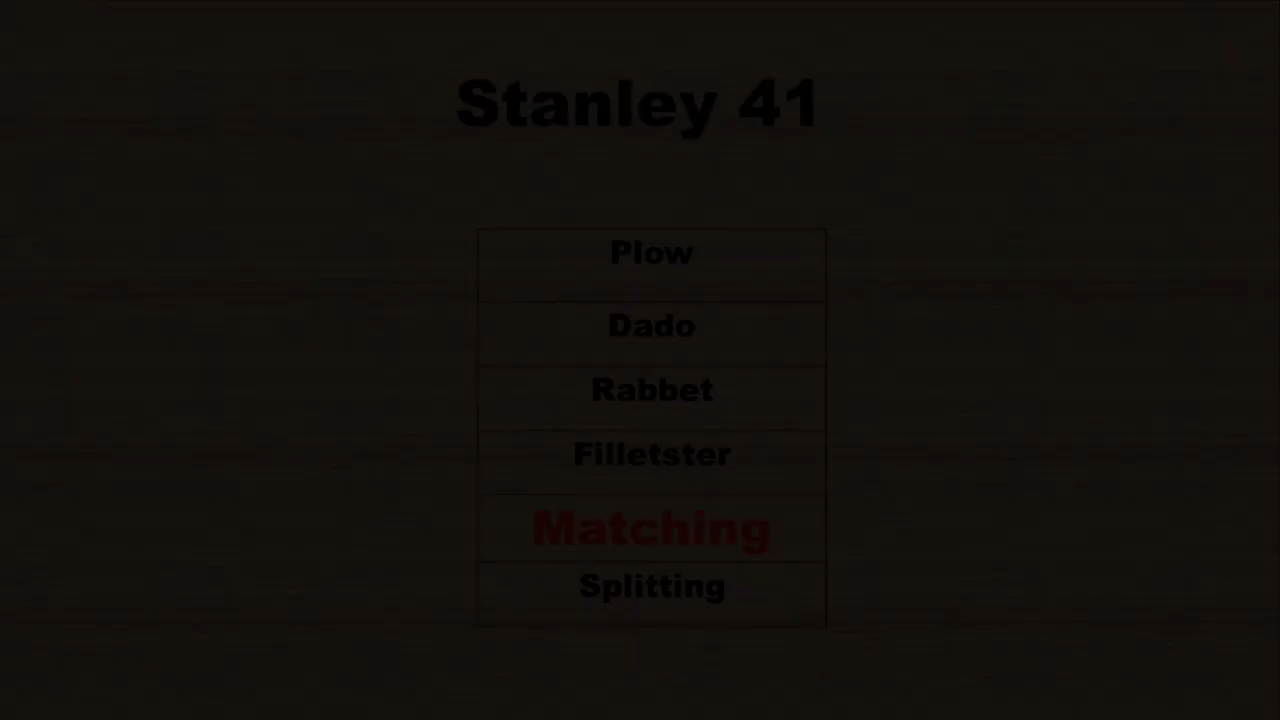 Stanley 41
Plow
Dado
Rabbet
Filletster
Matching
Splitting